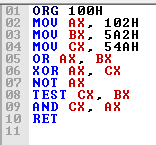 01 ORG 100H
02 MOV AX, 102H
03 MOV BX, 5A2H
04 MOV CX, 54AH
05 OR AX, BX
06 XOR AX, CX
07 NOT AX
08 TEST CX, BX
09 AND CX, AX
10 RET
11